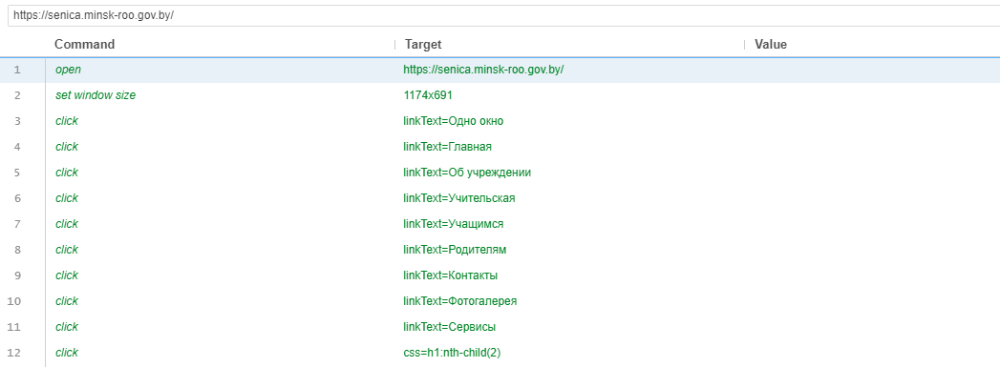 https://senica.minsk-roo.gov.by/
Command Target Value
1 open https://senica.minsk-roo.gov.by/
2 set window size 1174x691
3 click linkText=Одно окно
4 click linkText=Главная
5 click linkText=Об учреждении
6 click linkText=Учительская
7 click linkText=Учащимся
8 click linkText=Родителям
9 click linkText=Контакты
10 click linkText=Фотогалерея
11 click linkText=Сервисы
12 click css=h1:nth-child(2)